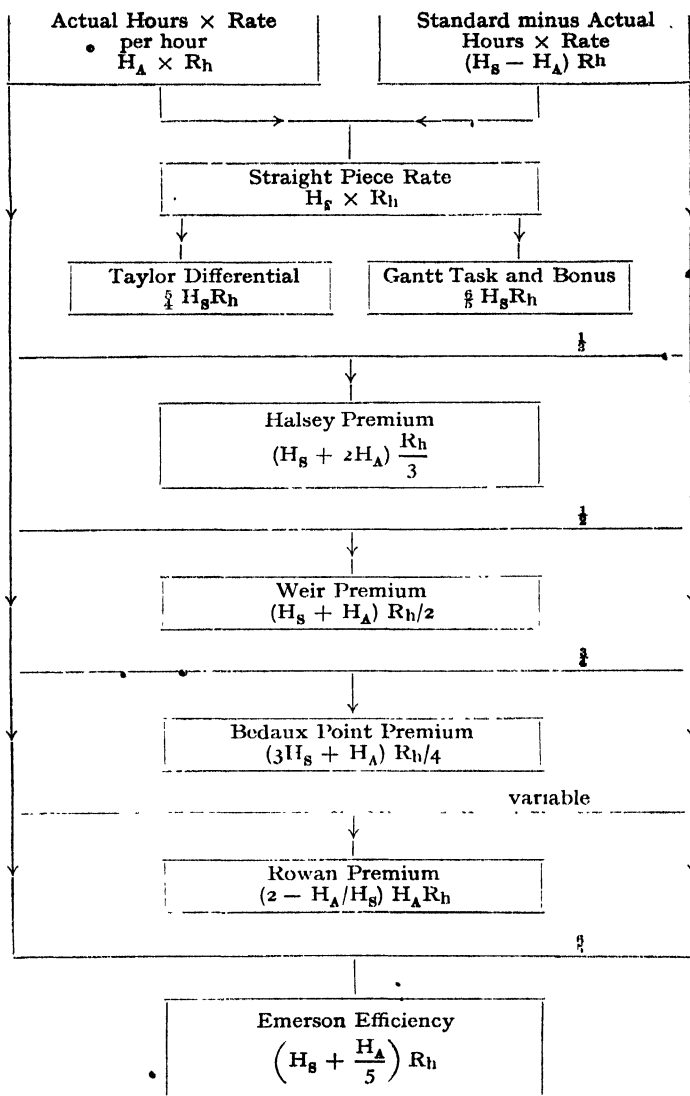 Actual Hours × Rate
per hour
H_A × R_h
Standard minus Actual
Hours × Rate
(H_S − H_A) R_h
Straight Piece Rate
H_S × R_h
Taylor Differential
5/4 H_S R_h
Gantt Task and Bonus
6/5 H_S R_h
1/3
Halsey Premium
(H_S + 2H_A) R_h/3
1/2
Weir Premium
(H_S + H_A) R_h/2
3/4
Bedaux Point Premium
(3H_S + H_A) R_h/4
variable
Rowan Premium
(2 − H_A/H_S) H_A R_h
Emerson Efficiency
(H_S + H_A/5) R_h